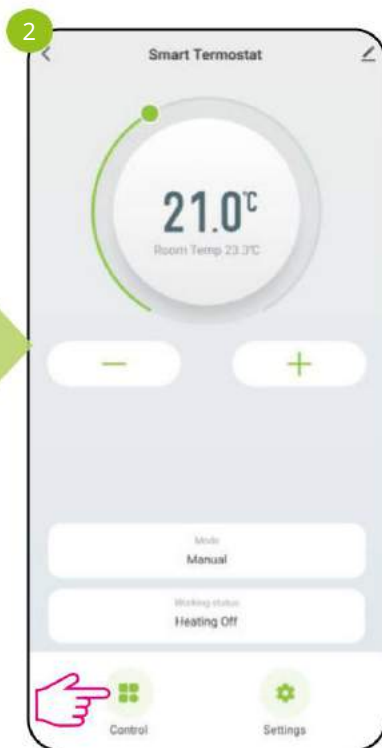 2
Smart Termostat
21.0℃
Room Temp 23.3℃
Mode
Manual
Working status
Heating Off
Control
Settings